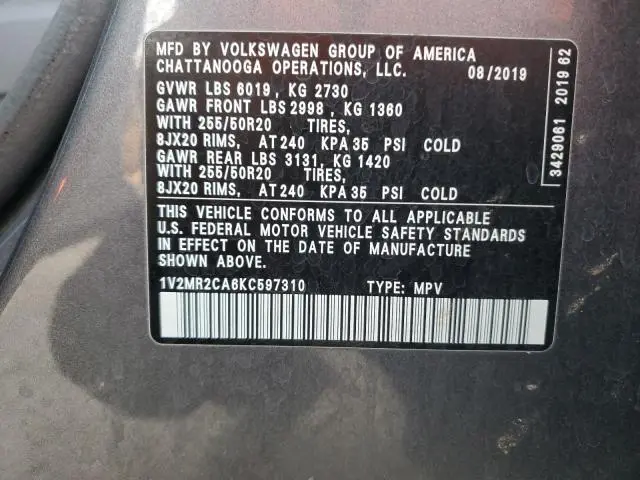 MFD BY VOLKSWAGEN GROUP OF AMERICA
CHATTANOOGA OPERATIONS, LLC. 08/2019
GVWR LBS 6019, KG 2730
GAWR FRONT LBS 2998, KG 1360
WITH 255/50R20 TIRES,
8JX20 RIMS, AT 240 KPA 35 PSI COLD
GAWR REAR LBS 3131, KG 1420
WITH 255/50R20 TIRES,
8JX20 RIMS, AT 240 KPA 35 PSI COLD
THIS VEHICLE CONFORMS TO ALL APPLICABLE
U.S. FEDERAL MOTOR VEHICLE SAFETY STANDARDS
IN EFFECT ON THE DATE OF MANUFACTURE
SHOWN ABOVE.
1V2MR2CA6KC597310 TYPE: MPV
3429061 2019 62